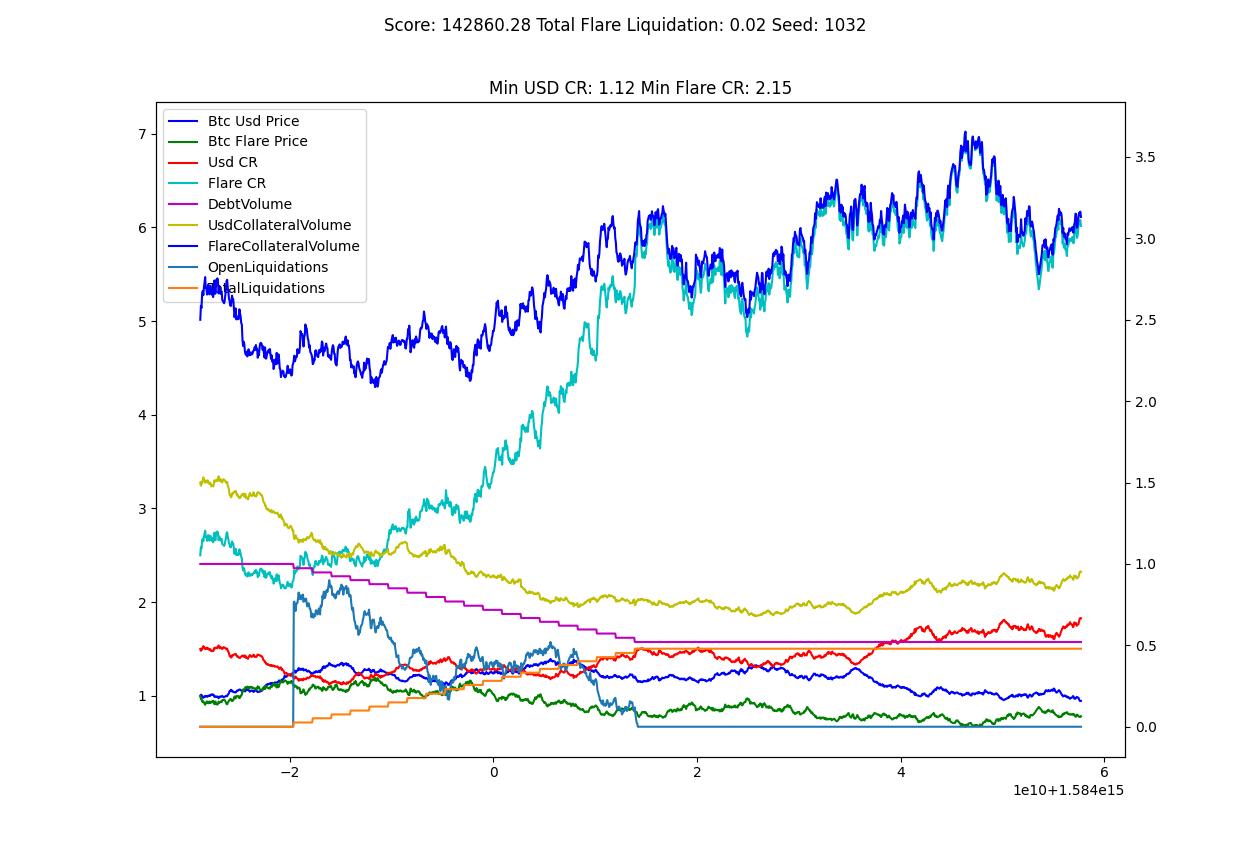 Score: 142860.28 Total Flare Liquidation: 0.02 Seed: 1032
Min USD CR: 1.12 Min Flare CR: 2.15
Btc Usd Price
Btc Flare Price
Usd CR
Flare CR
DebtVolume
UsdCollateralVolume
FlareCollateralVolume
OpenLiquidations
TotalLiquidations
7
6
5
4
3
2
1
3.5
3.0
2.5
2.0
1.5
1.0
0.5
0.0
−2 0 2 4 6
1e10+1.584e15